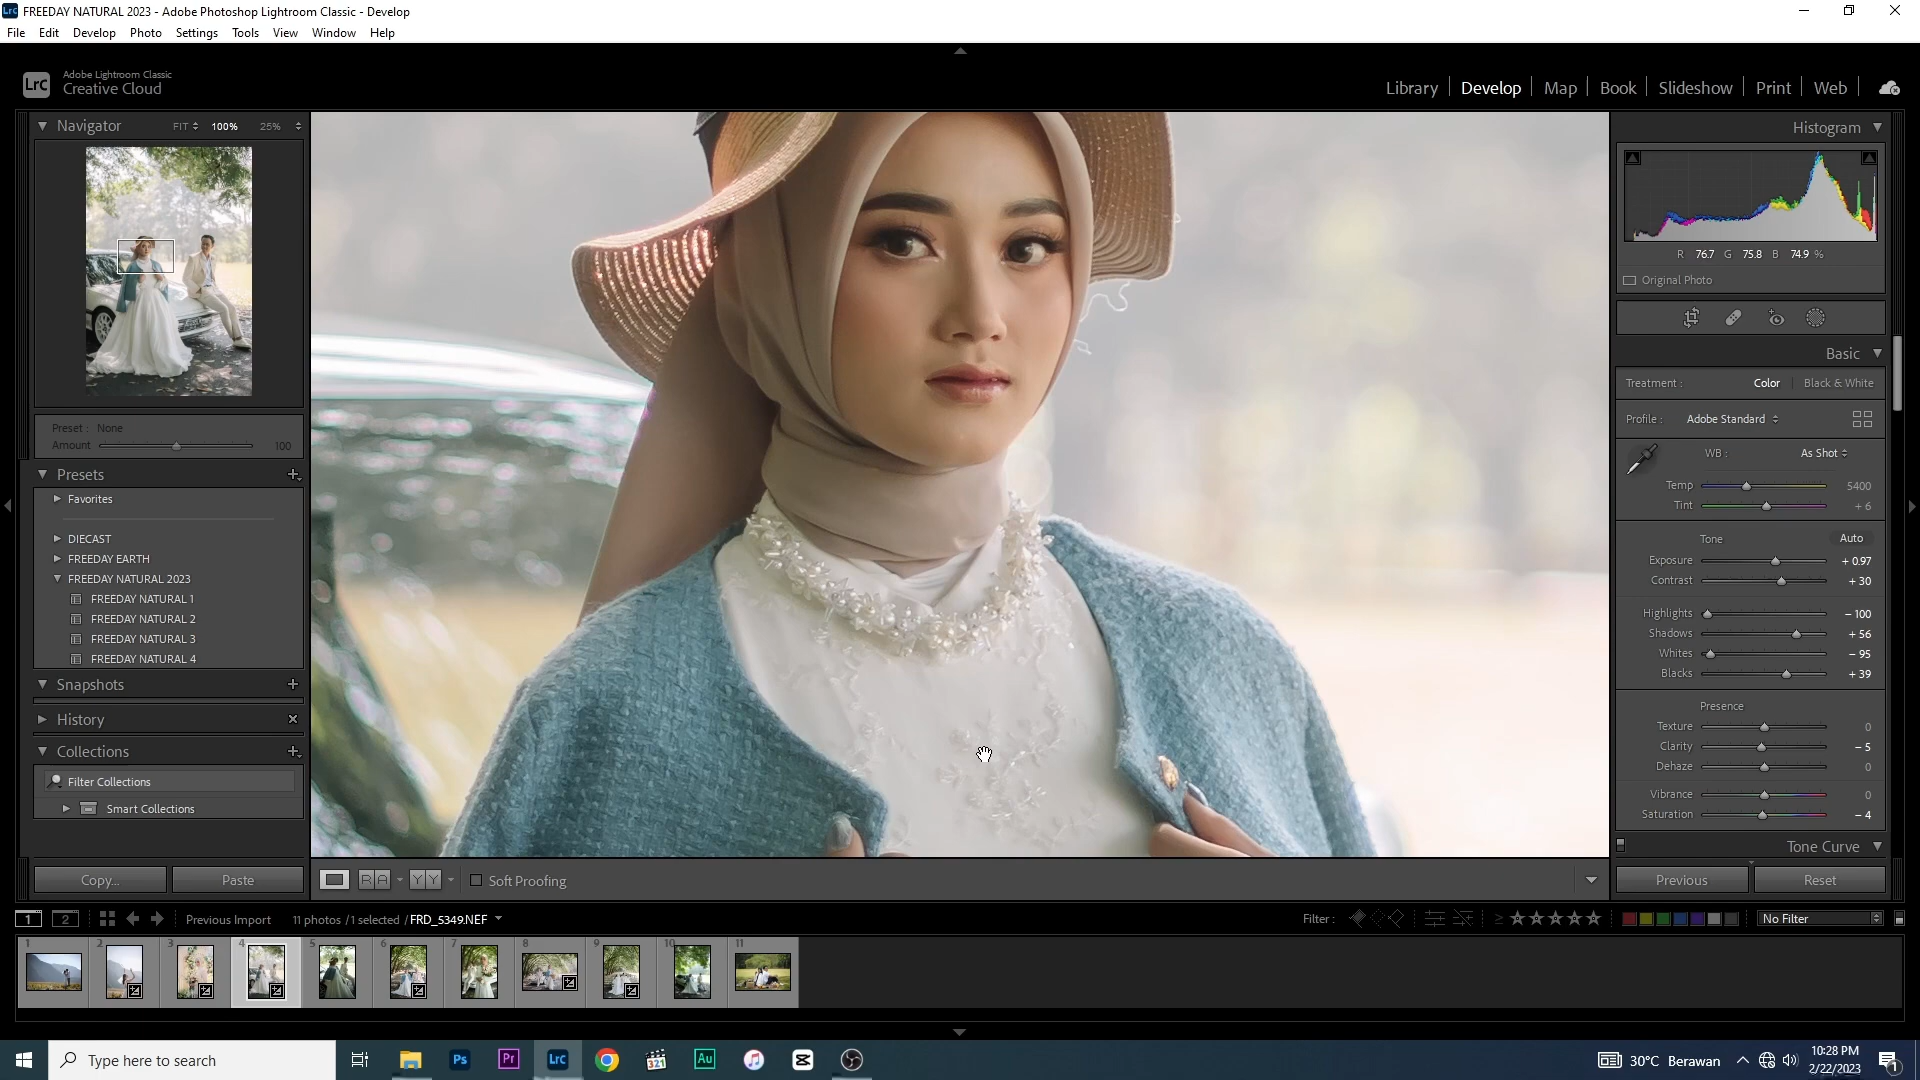 Lrc FREEDAY NATURAL 2023 - Adobe Photoshop Lightroom Classic - Develop
File Edit Develop Photo Settings Tools View Window Help
LrC Adobe Lightroom Classic
Creative Cloud
Library Develop Map Book Slideshow Print Web
Navigator FIT 100% 25%
Preset : None
Amount 100
Presets
Favorites
DIECAST
FREEDAY EARTH
FREEDAY NATURAL 2023
FREEDAY NATURAL 1
FREEDAY NATURAL 2
FREEDAY NATURAL 3
FREEDAY NATURAL 4
Snapshots
History
Collections
Filter Collections
Smart Collections
Copy... Paste
Histogram
R 76.7 G 75.8 B 74.9 %
Original Photo
Basic
Treatment : Color Black & White
Profile : Adobe Standard
WB : As Shot
Temp 5400
Tint + 6
Tone Auto
Exposure + 0.97
Contrast + 30
Highlights − 100
Shadows + 56
Whites − 95
Blacks + 39
Presence
Texture 0
Clarity − 5
Dehaze 0
Vibrance 0
Saturation − 4
Tone Curve
Previous Reset
R A Y Y Soft Proofing
1 2 Previous Import 11 photos / 1 selected / FRD_5349.NEF Filter : ≥ No Filter
1 2 3 4 5 6 7 8 9 10 11
Type here to search Ps Pr LrC 321 Au 30°C Berawan 10:28 PM
2/22/2023 1